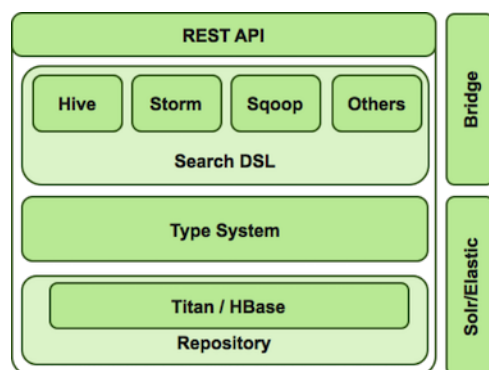 REST API
Hive Storm Sqoop Others
Search DSL
Type System
Titan / HBase
Repository
Bridge
Solr/Elastic